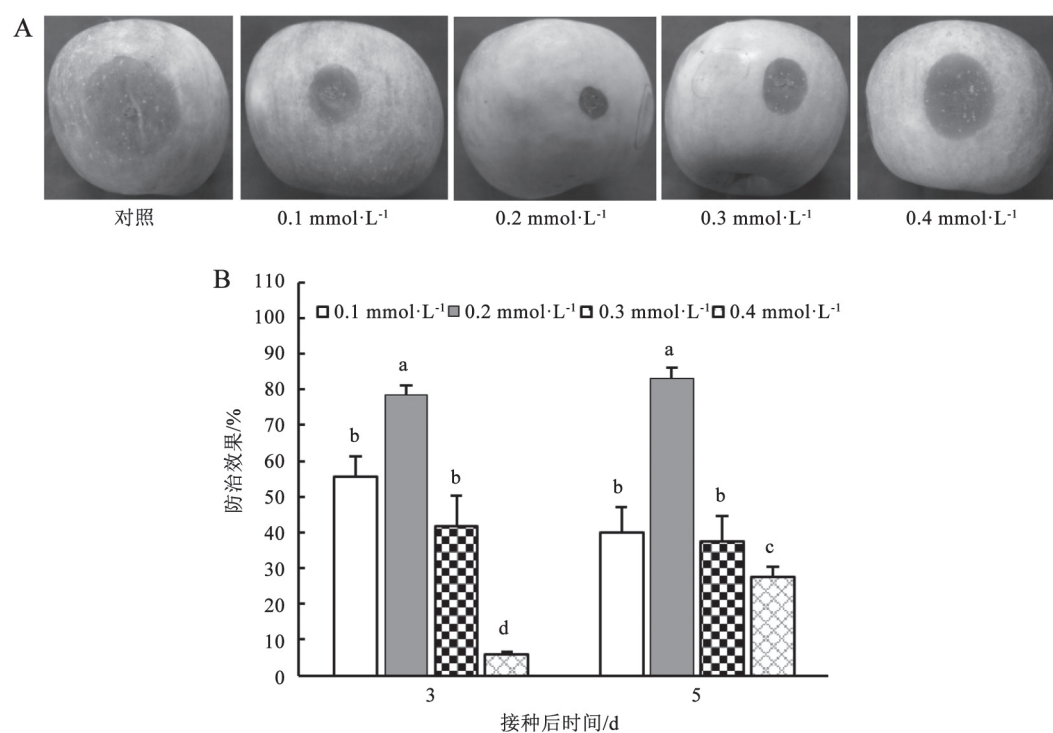 A
对照
0.1 mmol·L⁻¹
0.2 mmol·L⁻¹
0.3 mmol·L⁻¹
0.4 mmol·L⁻¹
B
防治效果/%
110
100
90
80
70
60
50
40
30
20
10
0
0.1 mmol·L⁻¹ 0.2 mmol·L⁻¹ 0.3 mmol·L⁻¹ 0.4 mmol·L⁻¹
b a b d
b a b c
3 5
接种后时间/d